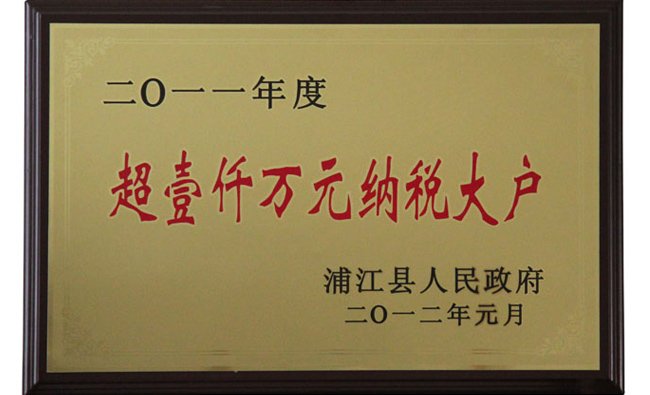 二〇一一年度
超壹仟万元纳税大户
浦江县人民政府
二〇一二年元月